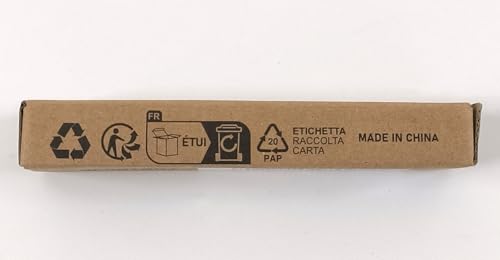 FR
ÉTUI
20
PAP
ETICHETTA
RACCOLTA
CARTA
MADE IN CHINA